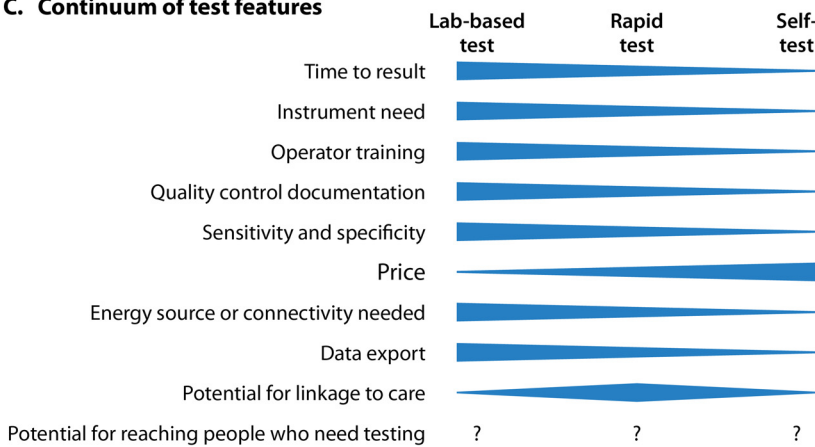 C. Continuum of test features
Lab-based
test
Rapid
test
Self-
test
Time to result
Instrument need
Operator training
Quality control documentation
Sensitivity and specificity
Price
Energy source or connectivity needed
Data export
Potential for linkage to care
Potential for reaching people who need testing ? ? ?